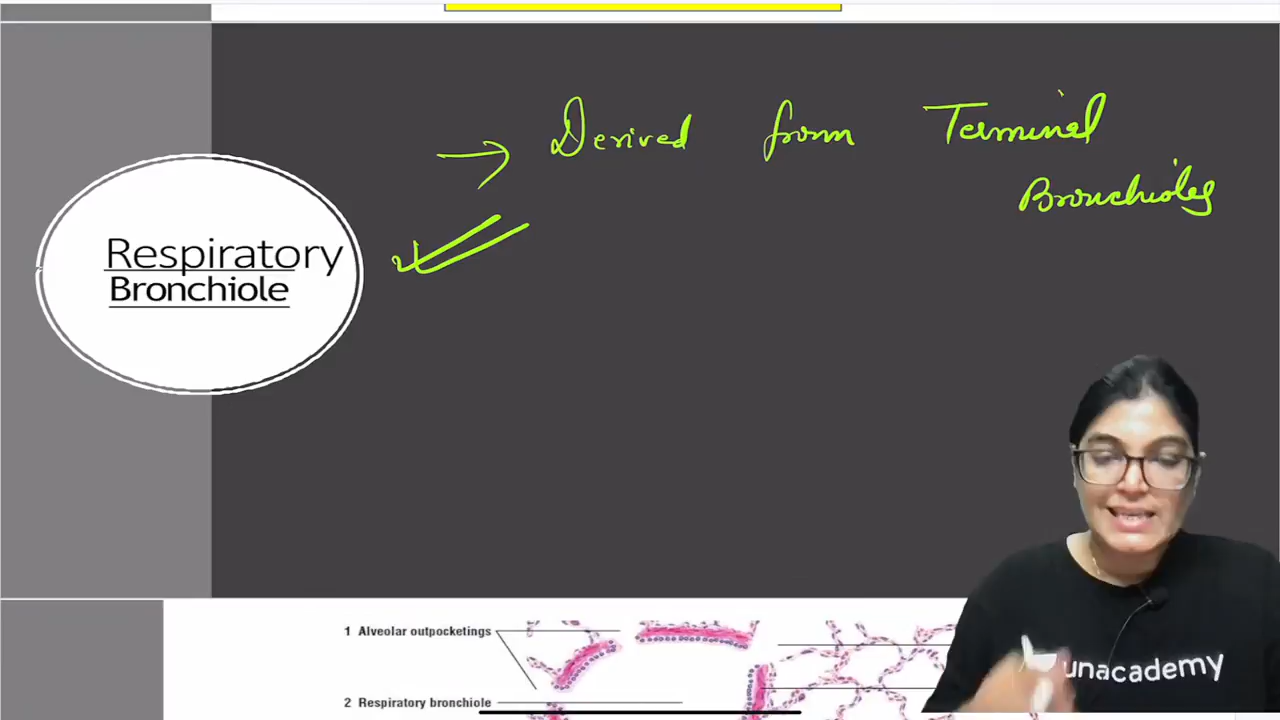 → Derived from Terminal
Bronchioles
Respiratory
Bronchiole
1 Alveolar outpocketings
2 Respiratory bronchiole
unacademy